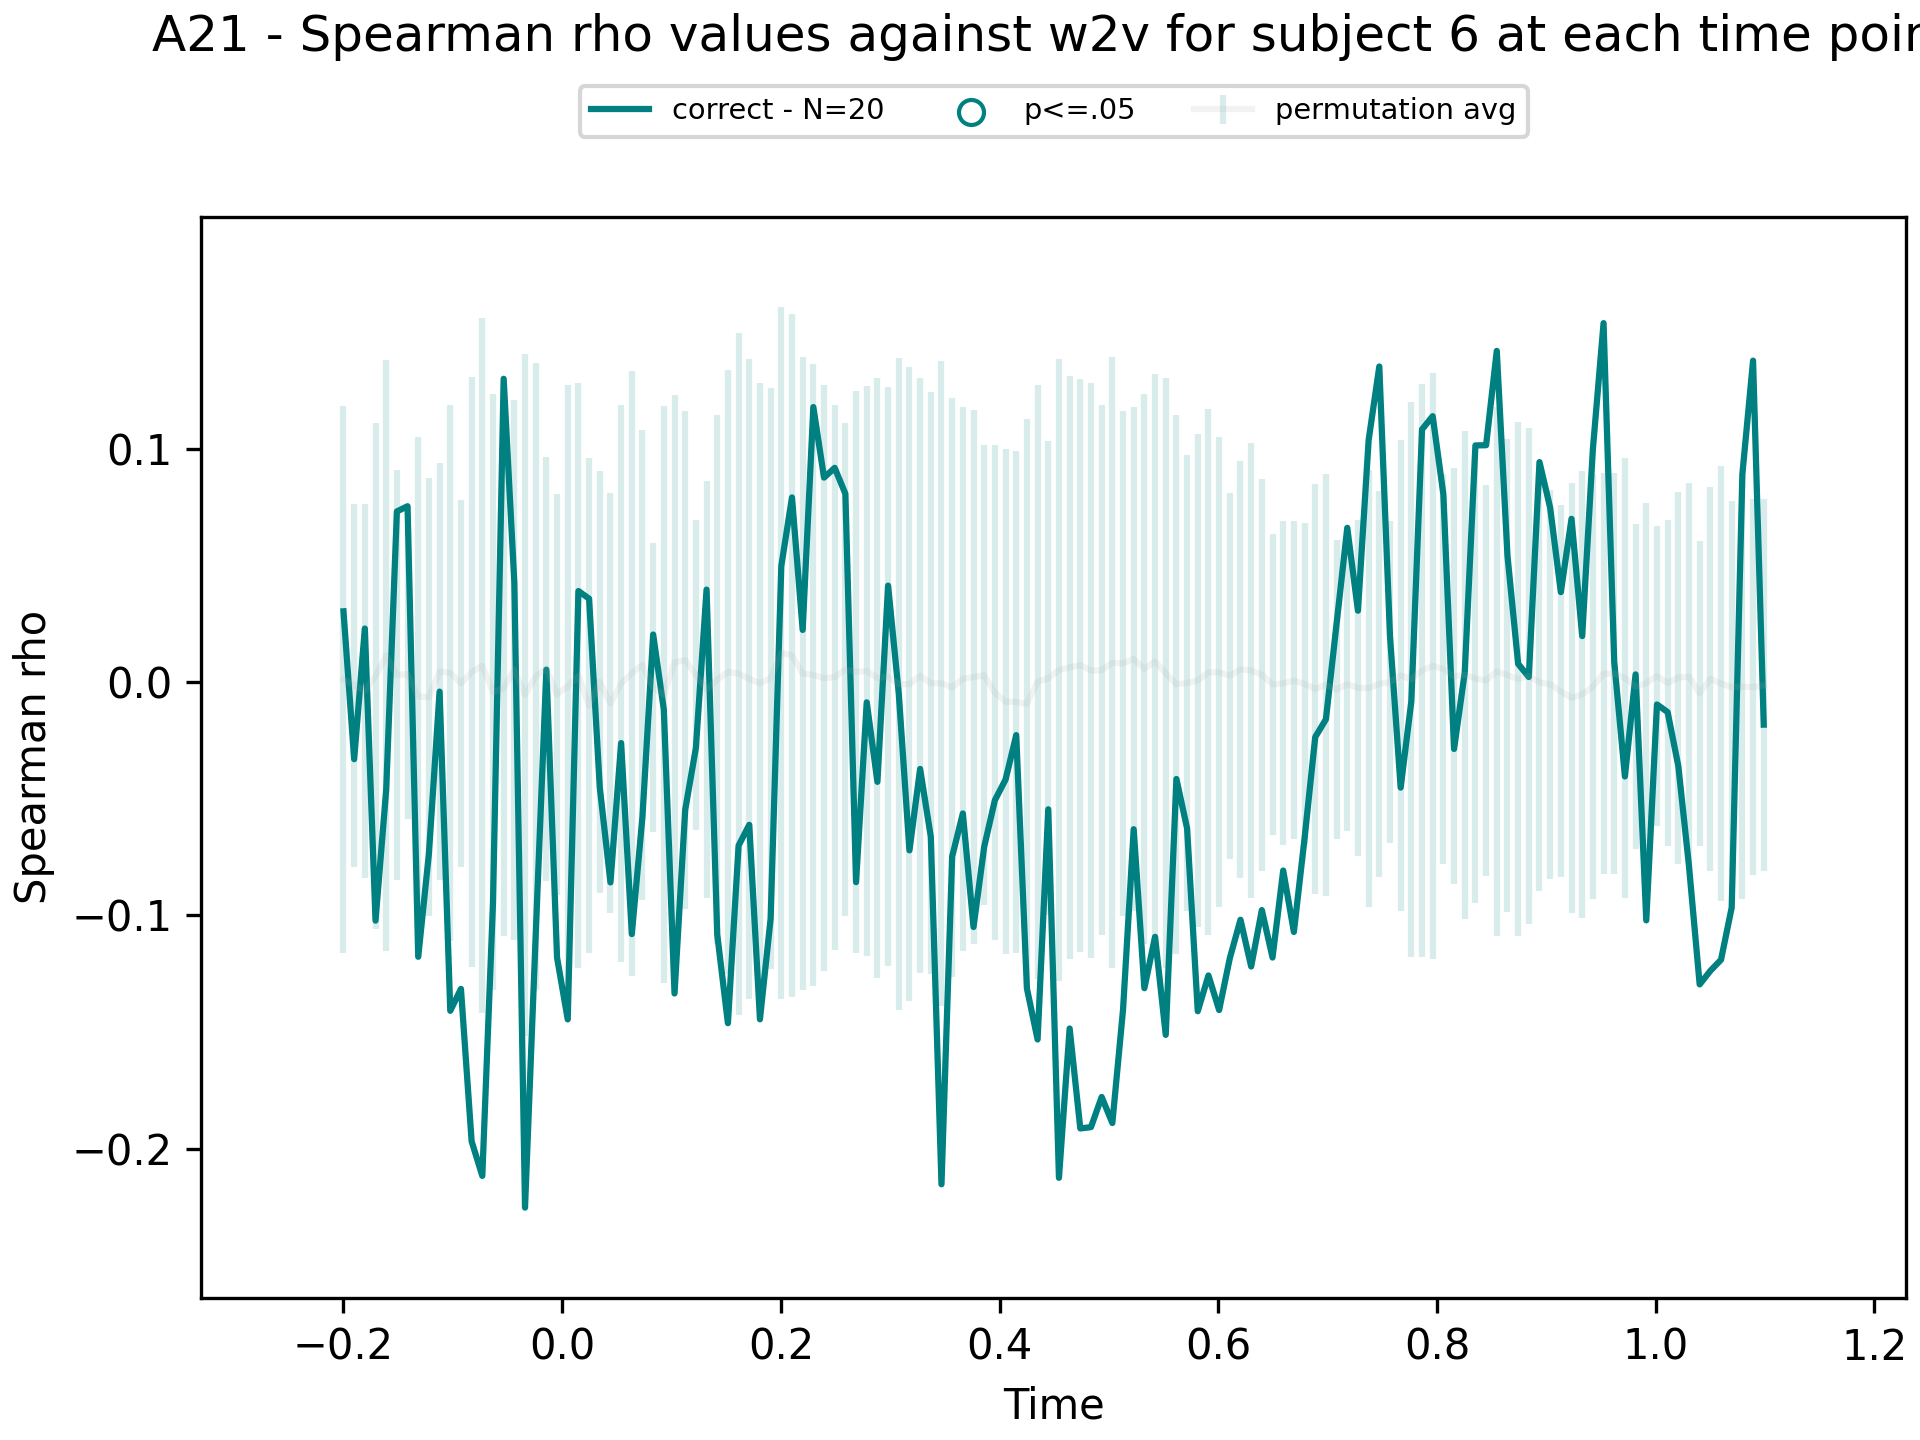 A21 - Spearman rho values against w2v for subject 6 at each time poin
correct - N=20 p<=.05 permutation avg
Spearman rho
0.1
0.0
−0.1
−0.2
−0.2 0.0 0.2 0.4 0.6 0.8 1.0 1.2
Time